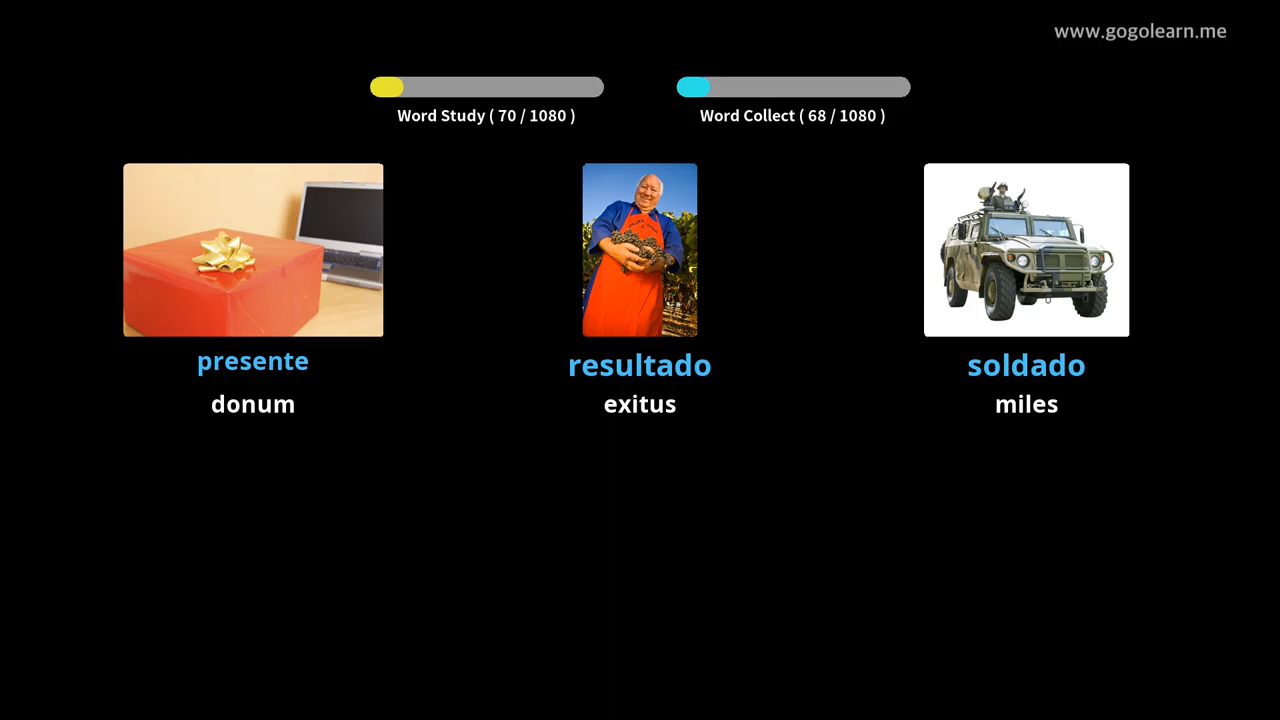 www.gogolearn.me
Word Study ( 70 / 1080 )
Word Collect ( 68 / 1080 )
presente
donum
resultado
exitus
soldado
miles